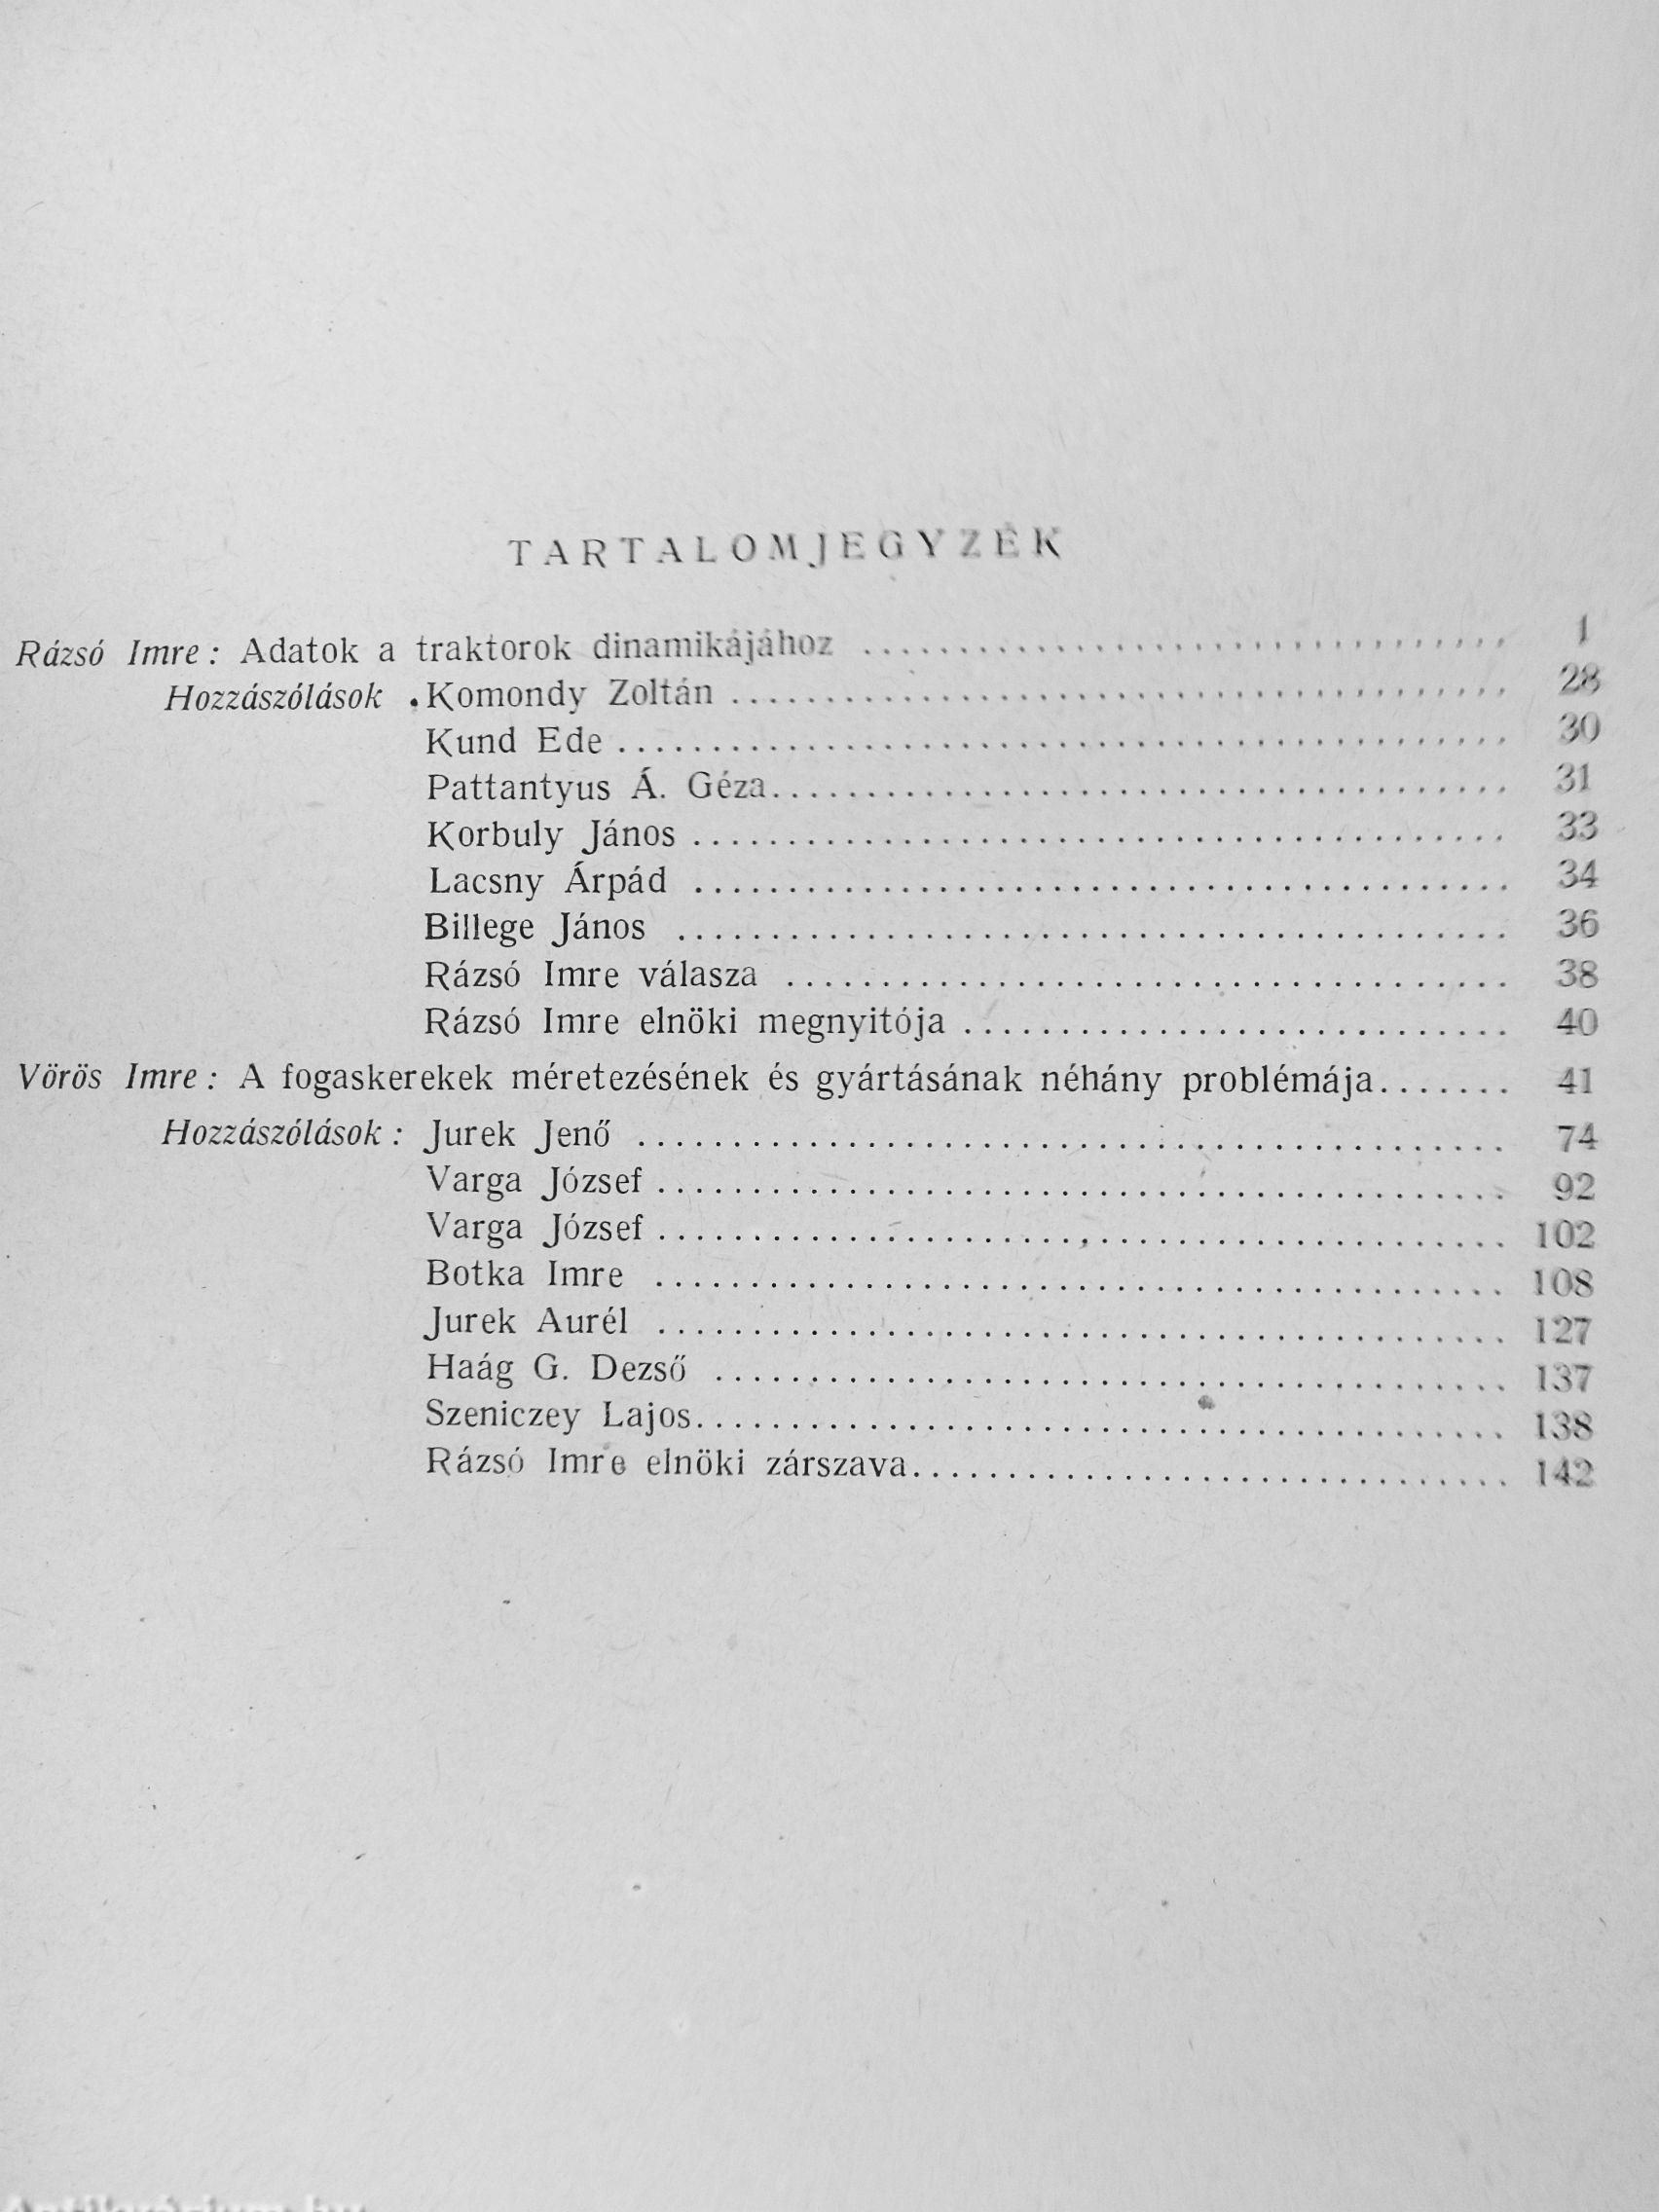 TARTALOMJEGYZÉK
Rázsó Imre: Adatok a traktorok dinamikájához ........ 1
Hozzászólások . Komondy Zoltán ........ 28
Kund Ede ........ 30
Pattantyus Á. Géza ........ 31
Korbuly János ........ 33
Lacsny Árpád ........ 34
Billege János ........ 36
Rázsó Imre válasza ........ 38
Rázsó Imre elnöki megnyitója ........ 40
Vörös Imre: A fogaskerekek méretezésének és gyártásának néhány problémája ........ 41
Hozzászólások: Jurek Jenő ........ 74
Varga József ........ 92
Varga József ........ 102
Botka Imre ........ 108
Jurek Aurél ........ 127
Haág G. Dezső ........ 137
Szeniczey Lajos ........ 138
Rázsó Imre elnöki zárszava ........ 142